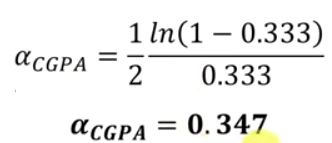 α_CGPA = 1/2 ln(1 − 0.333)/0.333
α_CGPA = 0.347